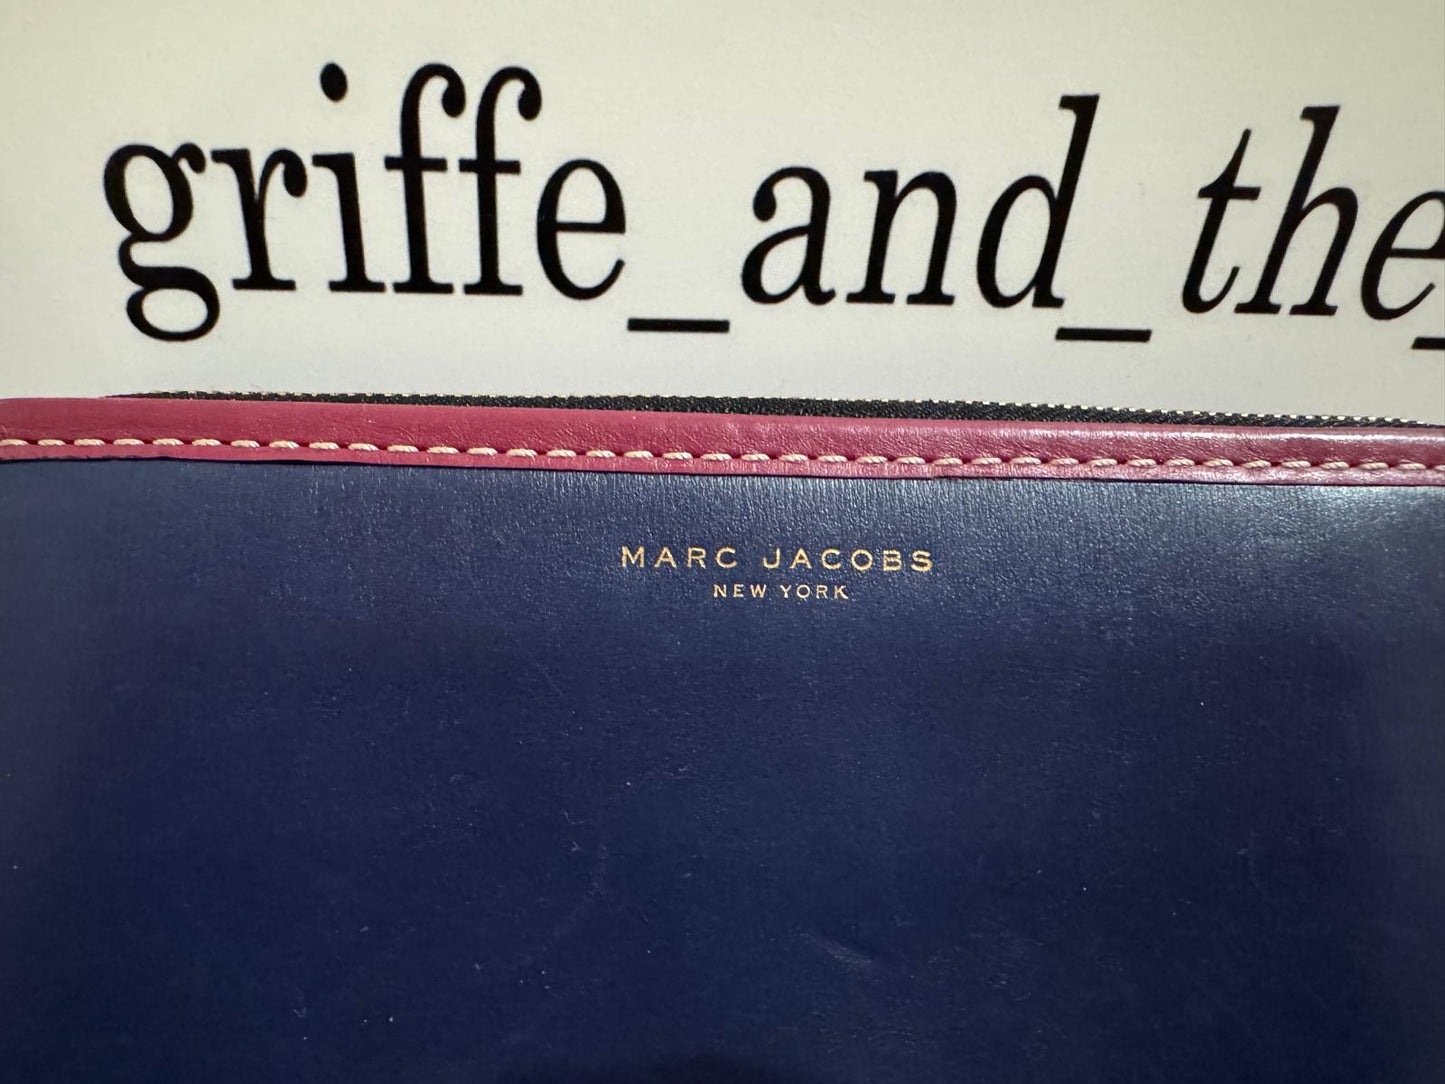 griffe_and_the_
MARC JACOBS
NEW YORK